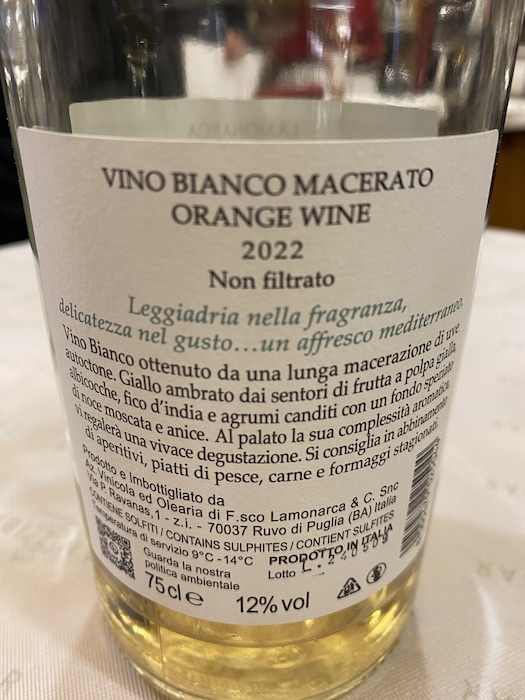 LAMONARCA
VINO BIANCO MACERATO
ORANGE WINE
2022
Non filtrato
Leggiadria nella fragranza,
delicatezza nel gusto...un affresco mediterraneo.
Vino Bianco ottenuto da una lunga macerazione di uve
autoctone. Giallo ambrato dai sentori di frutta a polpa gialla,
albicocche, fico d'india e agrumi canditi con un fondo speziato
di noce moscata e anice. Al palato la sua complessità aromatica,
vi regalerà una vivace degustazione. Si consiglia in abbinamento
di aperitivi, piatti di pesce, carne e formaggi stagionati.
Prodotto e Imbottigliato da
Az. Vinicola ed Olearia di F.sco Lamonarca & C. Snc
Via P. Ravanas,1 - z.i. - 70037 Ruvo di Puglia (BA) Italia
CONTIENE SOLFITI / CONTAINS SULPHITES / CONTIENT SULFITES
Temperatura di servizio 9°C -14°C
PRODOTTO IN ITALIA
Guarda la nostra
politica ambientale
Lotto
75cl e
12% vol